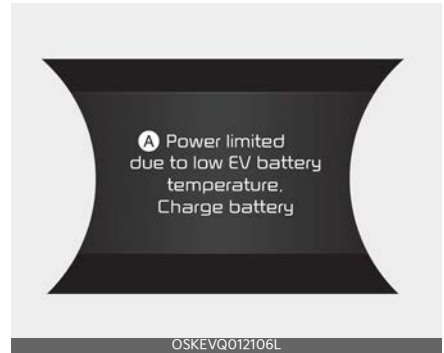 A Power limited
due to low EV battery
temperature,
Charge battery
OSKEVQ012106L